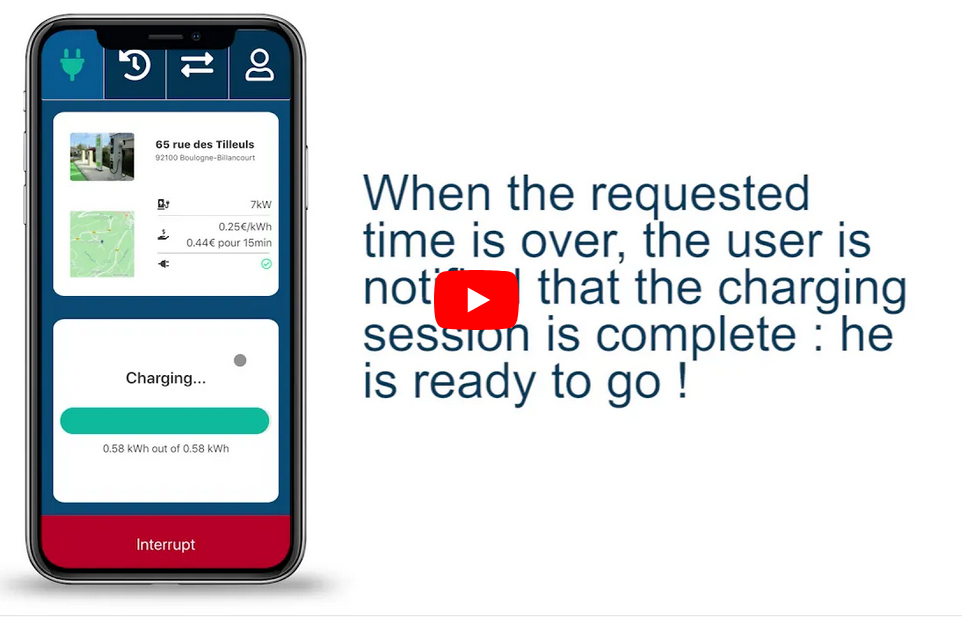 65 rue des Tilleuls
92100 Boulogne-Billancourt
7kW
0.25€/kWh
0.44€ pour 15min
Charging...
0.58 kWh out of 0.58 kWh
Interrupt
When the requested
time is over, the user is
that the charging
session is complete : he
is ready to go !